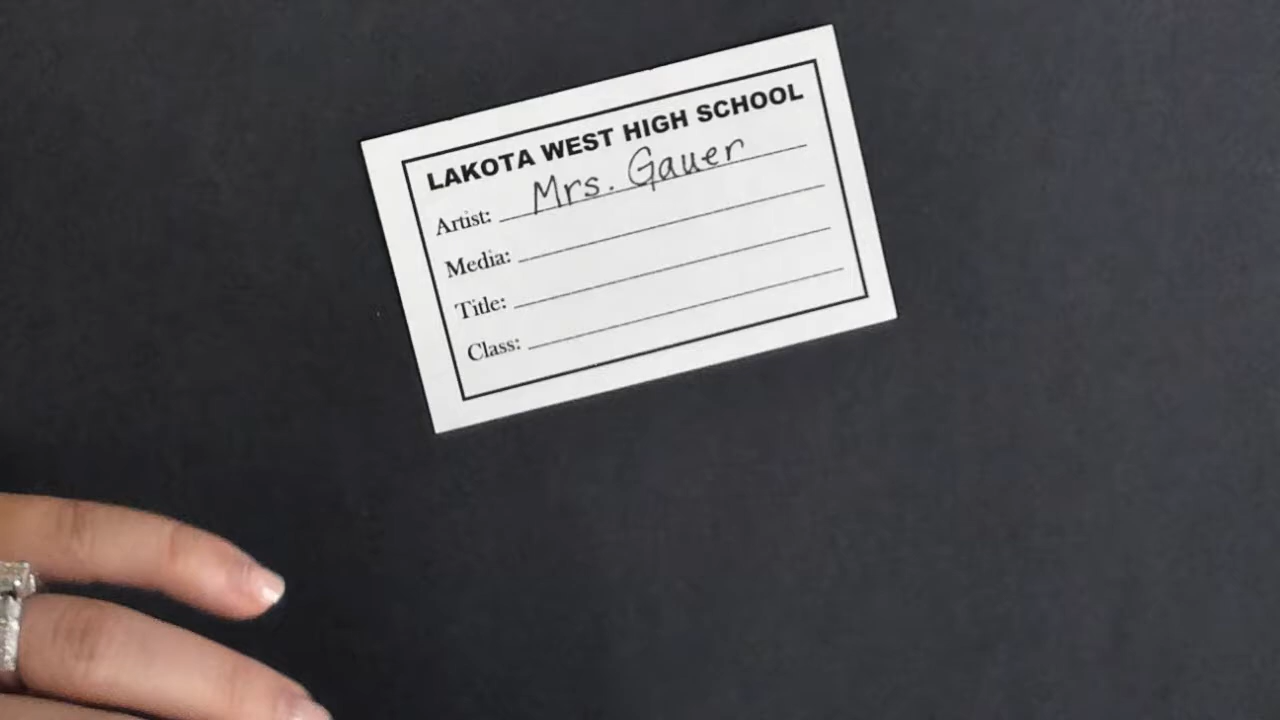 LAKOTA WEST HIGH SCHOOL
Artist: Mrs. Gauer
Media:
Title:
Class: